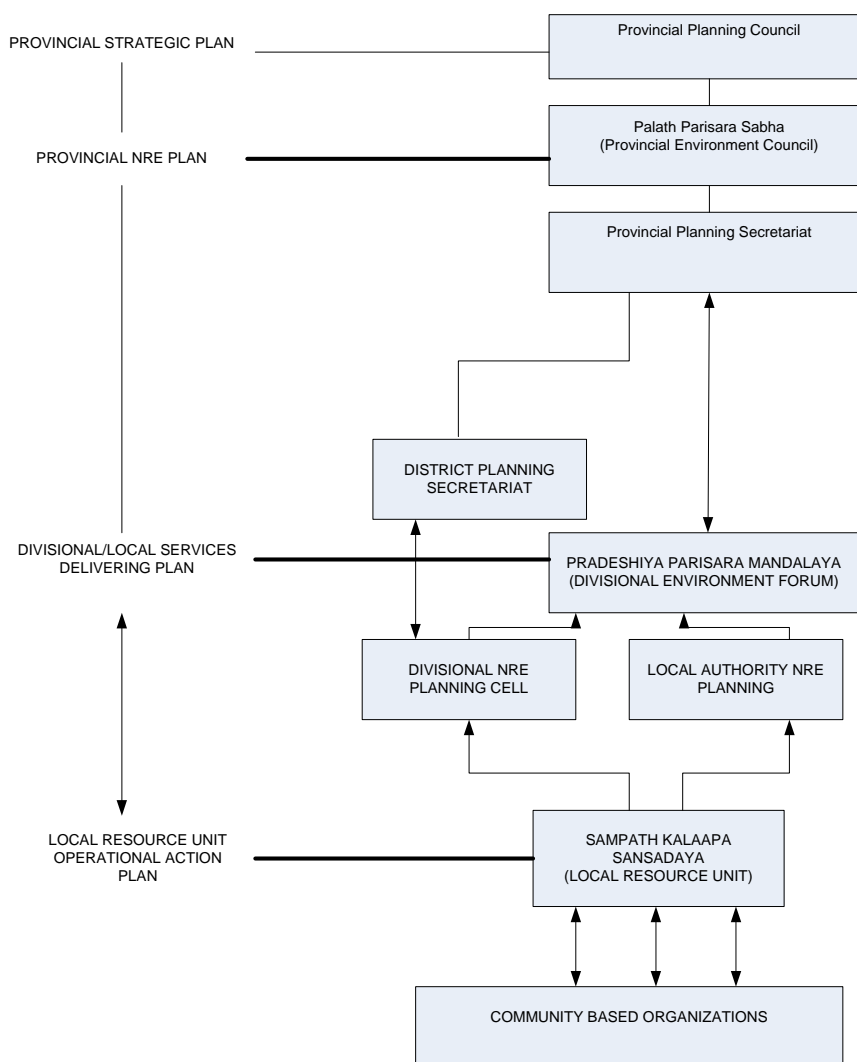 Provincial Planning Council
PROVINCIAL STRATEGIC PLAN
Palath Parisara Sabha
(Provincial Environment Council)
PROVINCIAL NRE PLAN
Provincial Planning Secretariat
DISTRICT PLANNING
SECRETARIAT
DIVISIONAL/LOCAL SERVICES
DELIVERING PLAN
PRADESHIYA PARISARA MANDALAYA
(DIVISIONAL ENVIRONMENT FORUM)
DIVISIONAL NRE
PLANNING CELL
LOCAL AUTHORITY NRE
PLANNING
LOCAL RESOURCE UNIT
OPERATIONAL ACTION
PLAN
SAMPATH KALAAPA
SANSADAYA
(LOCAL RESOURCE UNIT)
COMMUNITY BASED ORGANIZATIONS